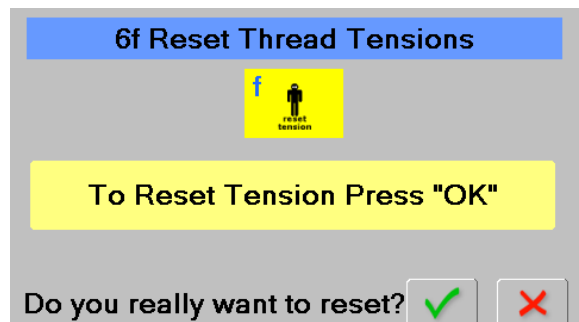 6f Reset Thread Tensions
f
reset
tension
To Reset Tension Press "OK"
Do you really want to reset?